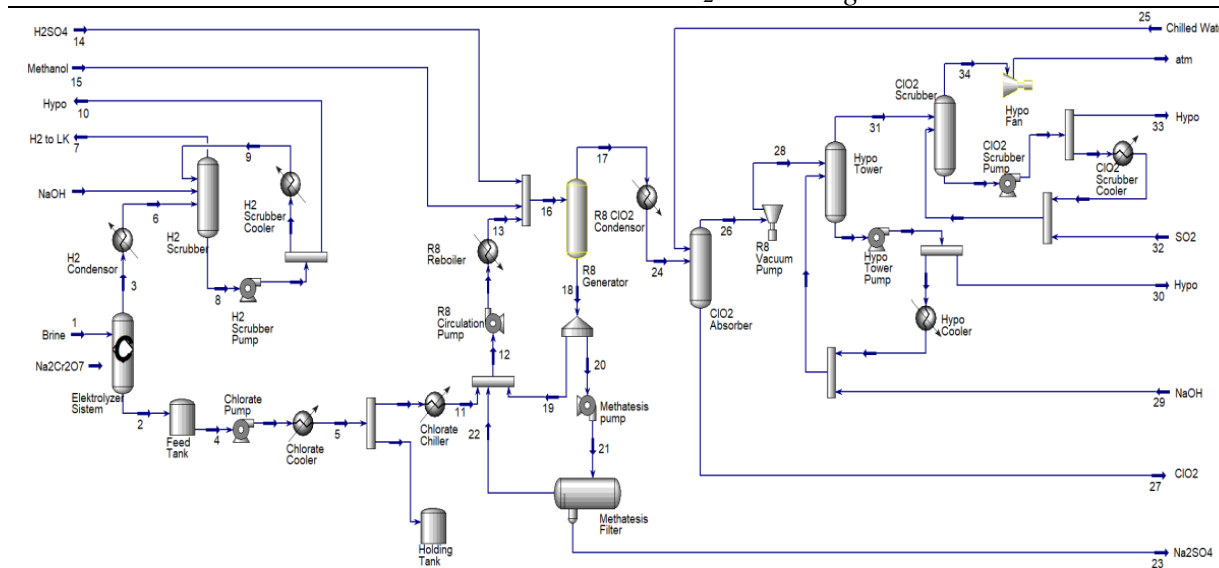 2
25
H2SO4
14
Chilled Wat
Methanol
15
Hypo
10
H2 to LK
7
NaOH
9
6
H2
Scrubber
H2
Scrubber
Cooler
H2 Condensor
3
8
H2
Scrubber
Pump
Brine
1
Na2Cr2O7
Elektrolyzer
Sistem
2
Feed
Tank
Chlorate Pump
4
Chlorate
Cooler
5
Chlorate
Chiller
11
Holding
Tank
R8
Reboiler
13
R8
Circulation
Pump
12
16
17
R8 ClO2
Condensor
R8
Generator
18
19
20
Methatesis
pump
21
22
Methatesis
Filter
24
26
ClO2
Absorber
R8
Vacuum
Pump
28
Hypo
Tower
31
ClO2
Scrubber
34
Hypo
Fan
atm
ClO2
Scrubber
Pump
33
Hypo
ClO2
Scrubber
Cooler
SO2
32
Hypo
Tower
Pump
Hypo
30
Hypo
Cooler
29
NaOH
27
ClO2
23
Na2SO4